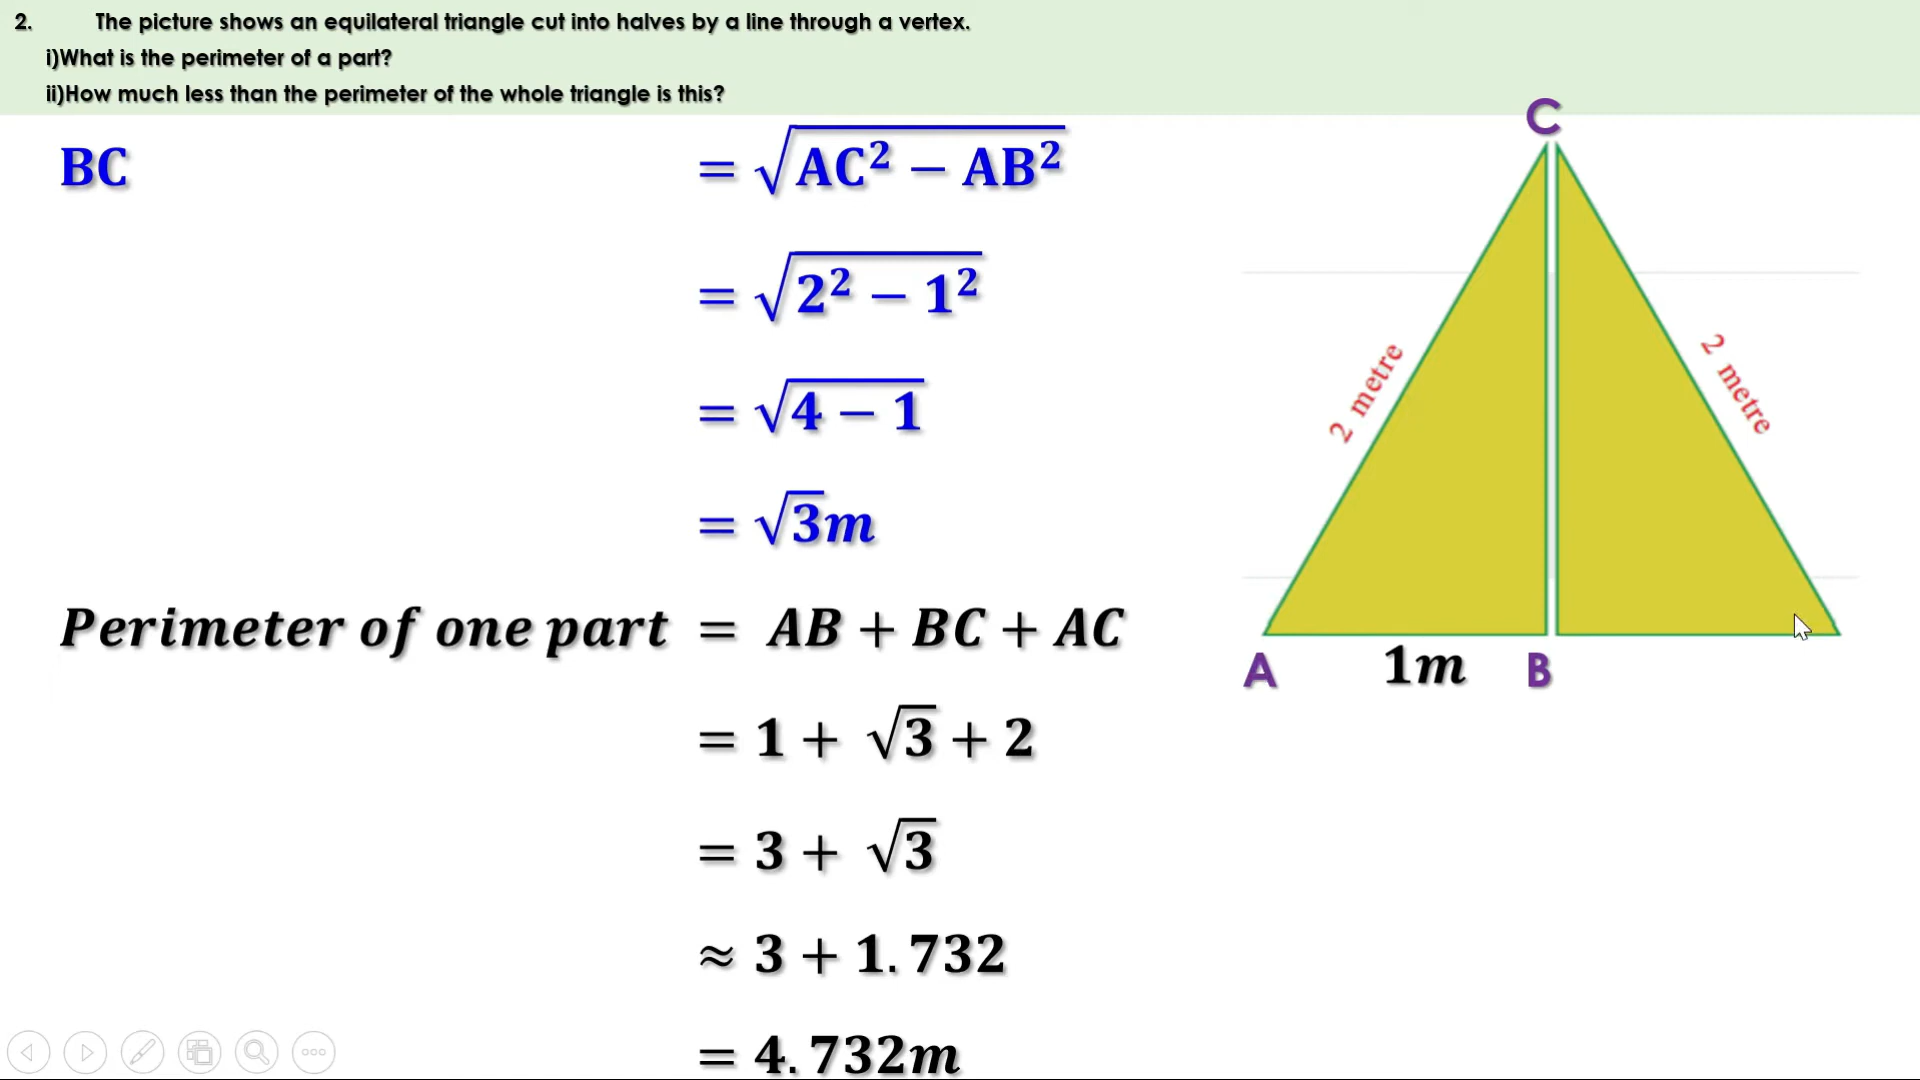 2. The picture shows an equilateral triangle cut into halves by a line through a vertex.
i)What is the perimeter of a part?
ii)How much less than the perimeter of the whole triangle is this?
BC = √(AC² − AB²)
= √(2² − 1²)
= √(4 − 1)
= √3m
Perimeter of one part = AB + BC + AC
= 1 + √3 + 2
= 3 + √3
≈ 3 + 1.732
= 4.732m
C
2 metre
2 metre
A 1m B